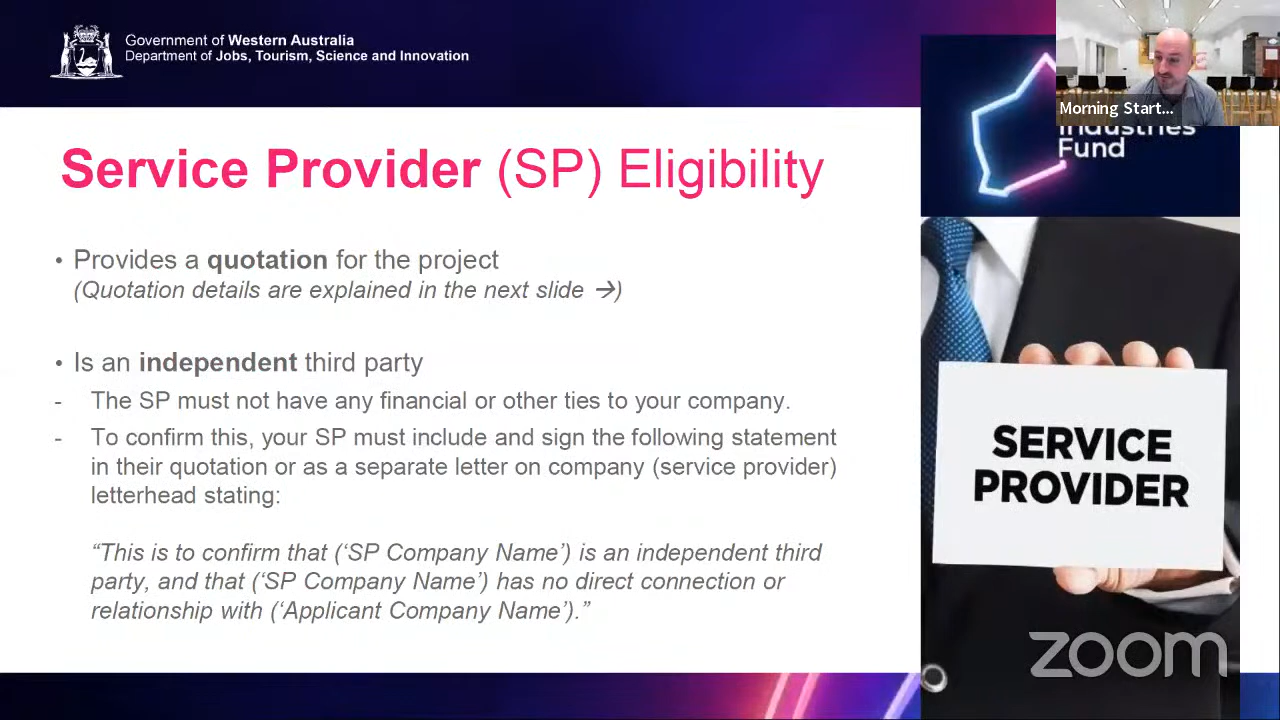 Government of Western Australia
Department of Jobs, Tourism, Science and Innovation
Morning Start...
Industries
Fund
Service Provider (SP) Eligibility
• Provides a quotation for the project
(Quotation details are explained in the next slide →)
• Is an independent third party
- The SP must not have any financial or other ties to your company.
- To confirm this, your SP must include and sign the following statement
in their quotation or as a separate letter on company (service provider)
letterhead stating:
“This is to confirm that (‘SP Company Name’) is an independent third
party, and that (‘SP Company Name’) has no direct connection or
relationship with (‘Applicant Company Name’).”
SERVICE
PROVIDER
zoom